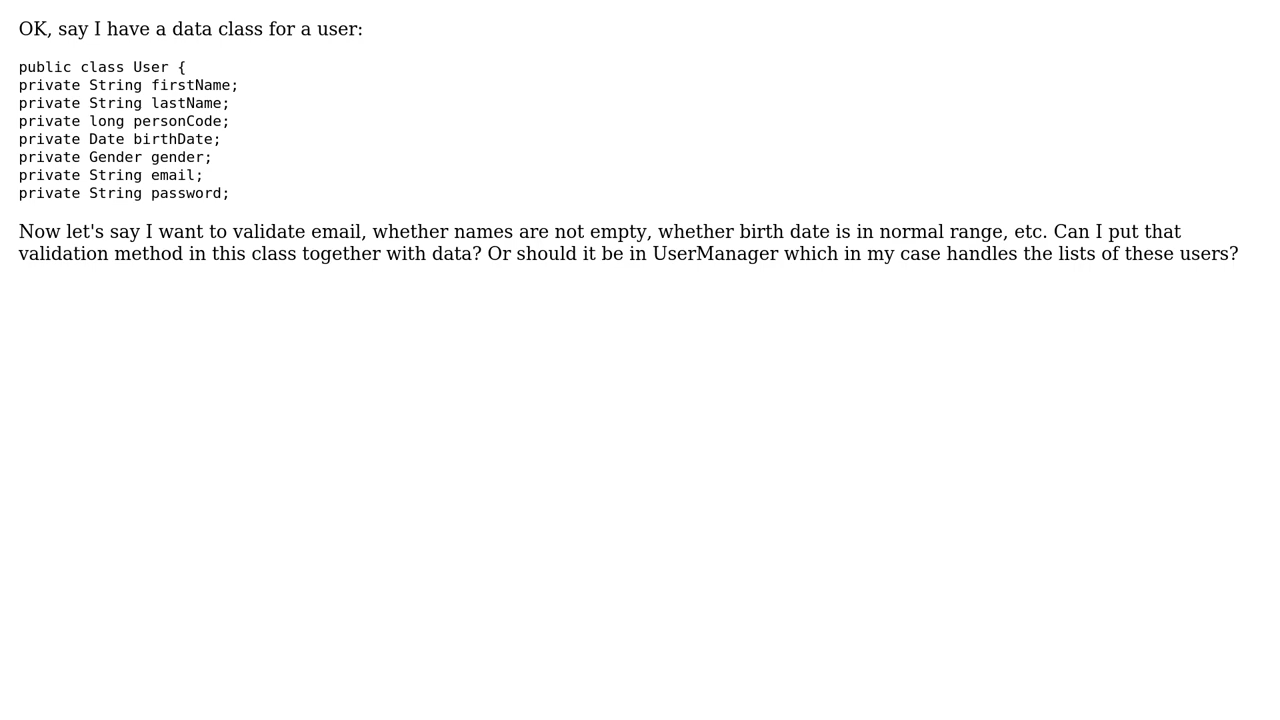 OK, say I have a data class for a user:
public class User {
private String firstName;
private String lastName;
private long personCode;
private Date birthDate;
private Gender gender;
private String email;
private String password;
Now let's say I want to validate email, whether names are not empty, whether birth date is in normal range, etc. Can I put that
validation method in this class together with data? Or should it be in UserManager which in my case handles the lists of these users?